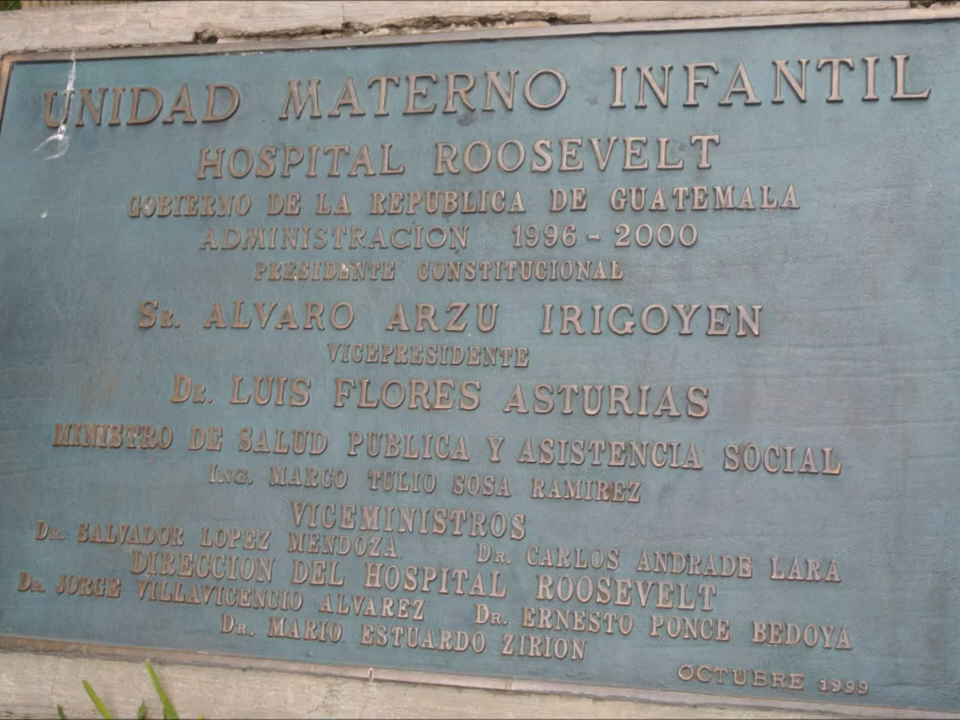 UNIDAD MATERNO INFANTIL
HOSPITAL ROOSEVELT
GOBIERNO DE LA REPUBLICA DE GUATEMALA
ADMINISTRACION 1996 - 2000
PRESIDENTE CONSTITUCIONAL
SR. ALVARO ARZU IRIGOYEN
VICEPRESIDENTE
DR. LUIS FLORES ASTURIAS
MINISTRO DE SALUD PUBLICA Y ASISTENCIA SOCIAL
ING. MARCO TULIO SOSA RAMIREZ
VICEMINISTROS
DR. SALVADOR LOPEZ MENDOZA DR. CARLOS ANDRADE LARA
DIRECCION DEL HOSPITAL ROOSEVELT
DR. JORGE VILLAVICENCIO ALVAREZ DR. ERNESTO PONCE BEDOYA
DR. MARIO ESTUARDO ZIRION
OCTUBRE 1999